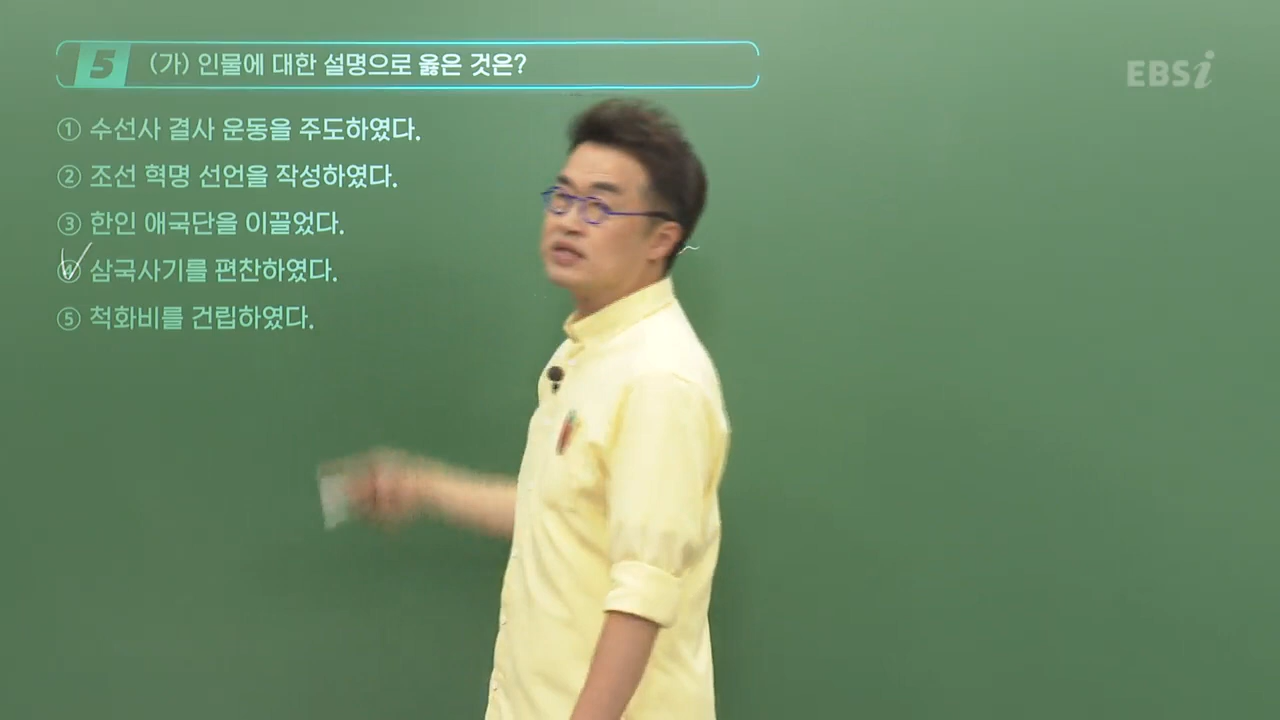 5 (가) 인물에 대한 설명으로 옳은 것은?
EBSi
① 수선사 결사 운동을 주도하였다.
② 조선 혁명 선언을 작성하였다.
③ 한인 애국단을 이끌었다.
④ 삼국사기를 편찬하였다.
⑤ 척화비를 건립하였다.